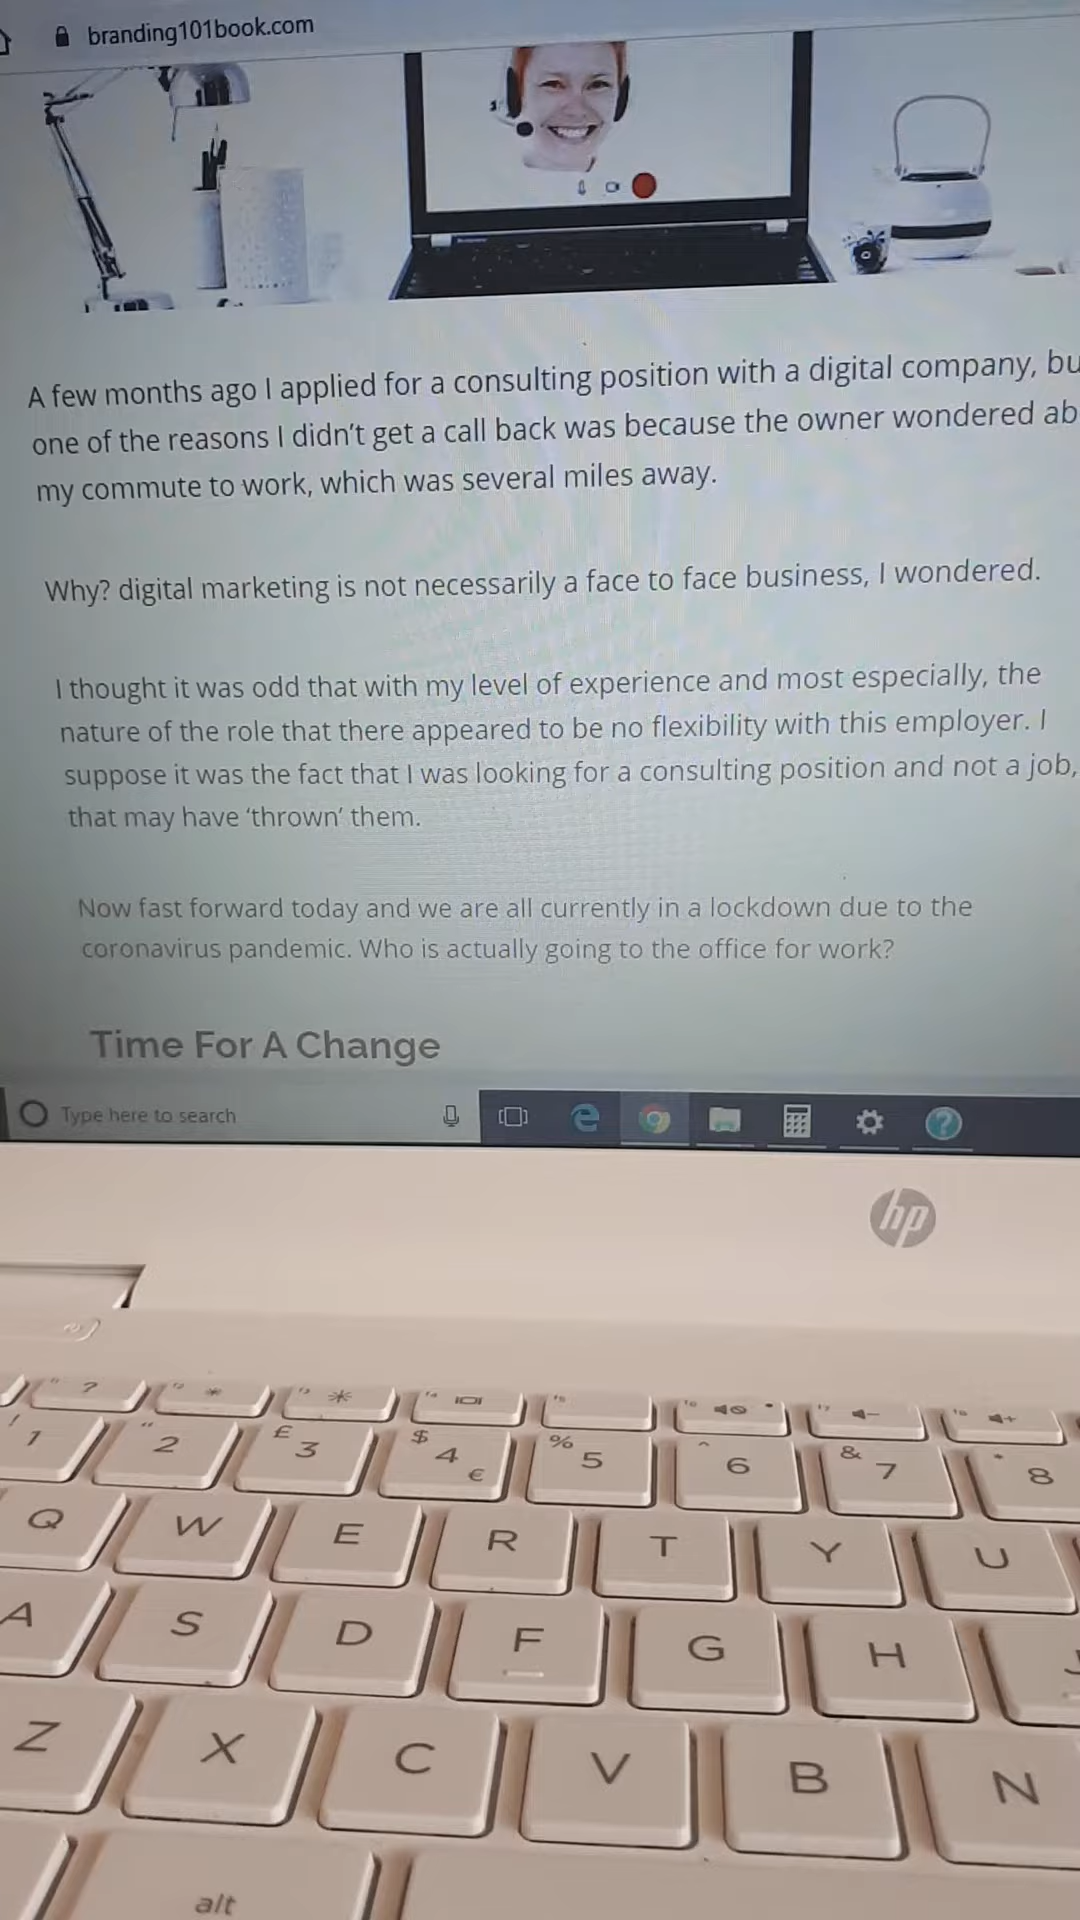 branding101book.com
A few months ago I applied for a consulting position with a digital company, bu
one of the reasons I didn't get a call back was because the owner wondered ab
my commute to work, which was several miles away.
Why? digital marketing is not necessarily a face to face business, I wondered.
I thought it was odd that with my level of experience and most especially, the
nature of the role that there appeared to be no flexibility with this employer. I
suppose it was the fact that I was looking for a consulting position and not a job,
that may have 'thrown' them.
Now fast forward today and we are all currently in a lockdown due to the
coronavirus pandemic. Who is actually going to the office for work?
Time For A Change
Type here to search
hp
! 1 " 2 £ 3 $ 4 € % 5 ^ 6 & 7 * 8
Q W E R T Y U
A S D F G H J
Z X C V B N
alt